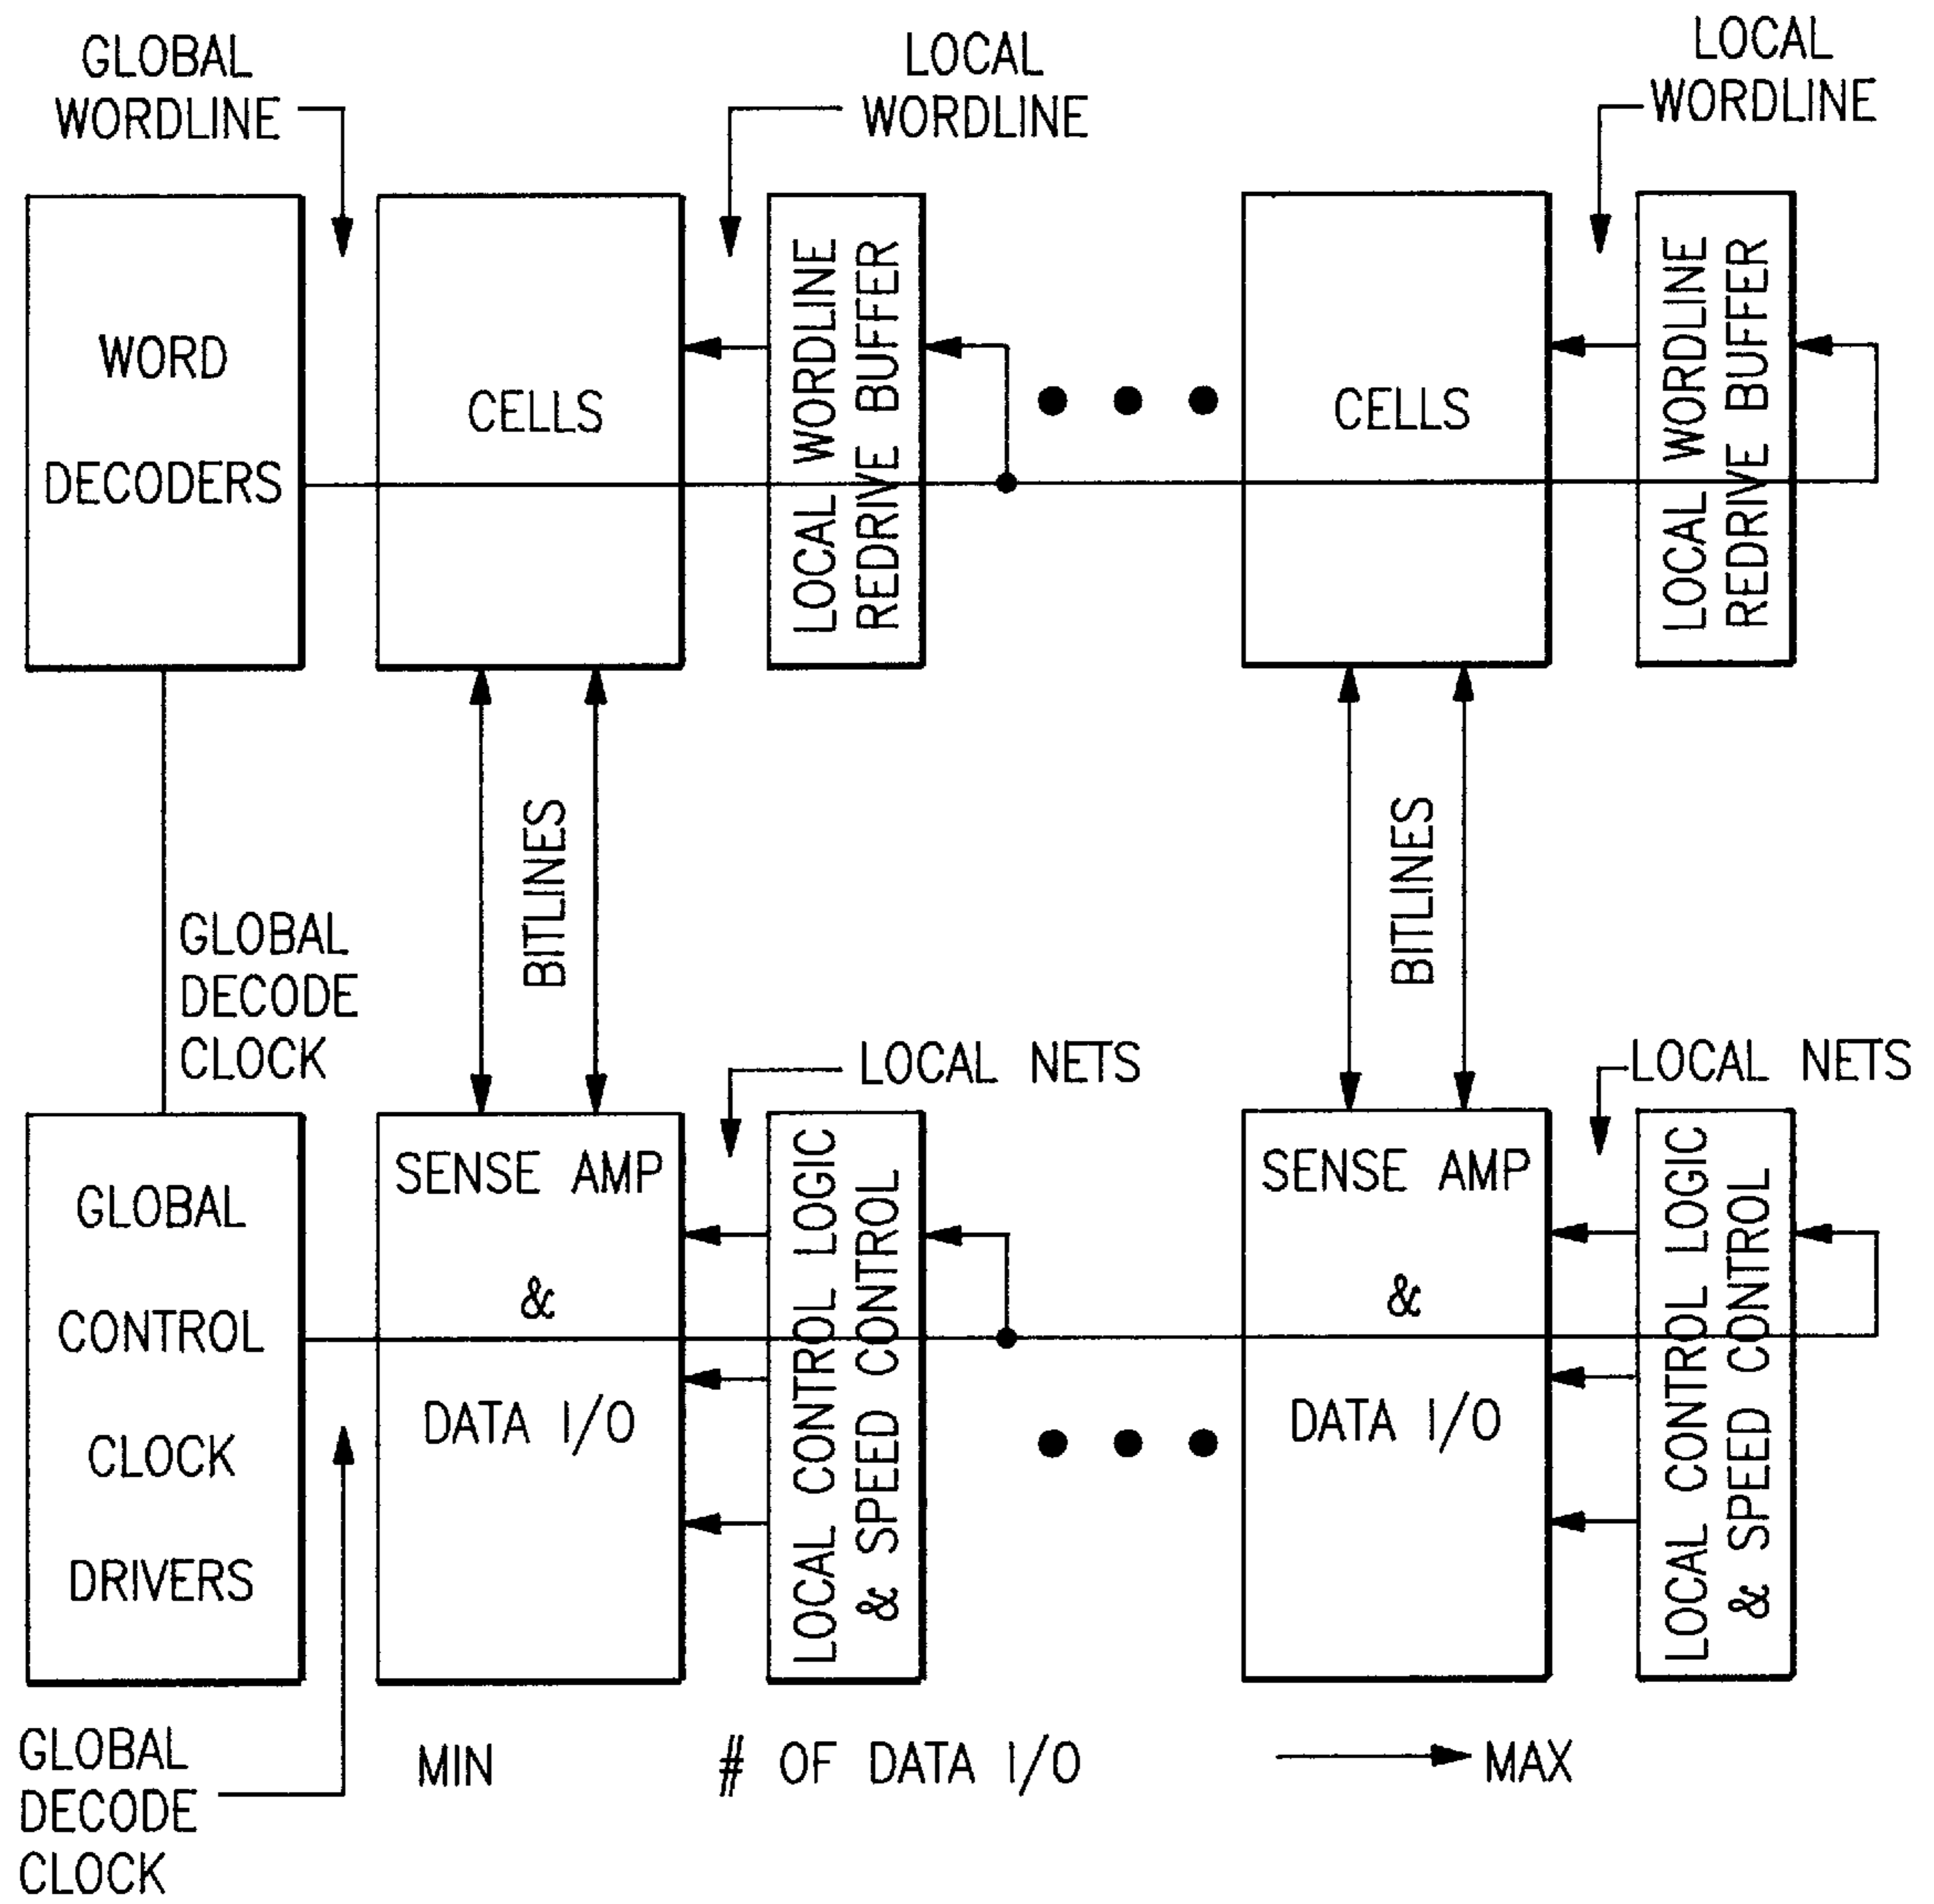 GLOBAL
WORDLINE
LOCAL
WORDLINE
LOCAL
WORDLINE
WORD
DECODERS
CELLS
LOCAL WORDLINE
REDRIVE BUFFER
CELLS
LOCAL WORDLINE
REDRIVE BUFFER
GLOBAL
DECODE
CLOCK
BITLINES
BITLINES
LOCAL NETS
LOCAL NETS
GLOBAL
CONTROL
CLOCK
DRIVERS
SENSE AMP
&
DATA I/O
LOCAL CONTROL LOGIC
& SPEED CONTROL
SENSE AMP
&
DATA I/O
LOCAL CONTROL LOGIC
& SPEED CONTROL
GLOBAL
DECODE
CLOCK
MIN # OF DATA I/O MAX